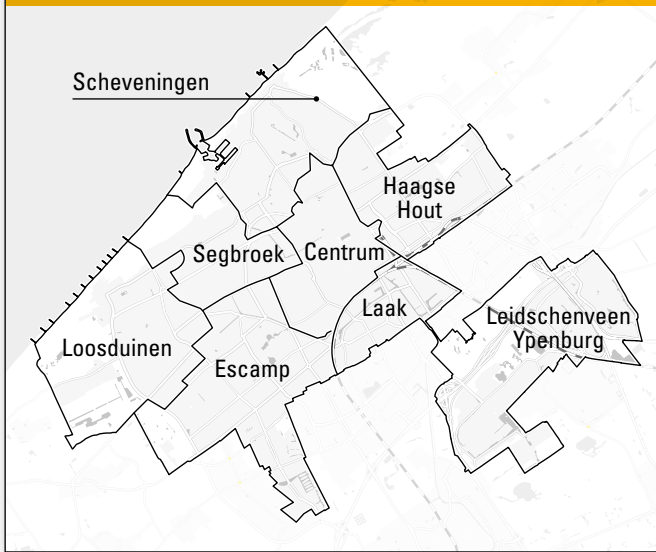 Scheveningen
Haagse
Hout
Segbroek
Centrum
Laak
Leidschenveen
Ypenburg
Loosduinen
Escamp